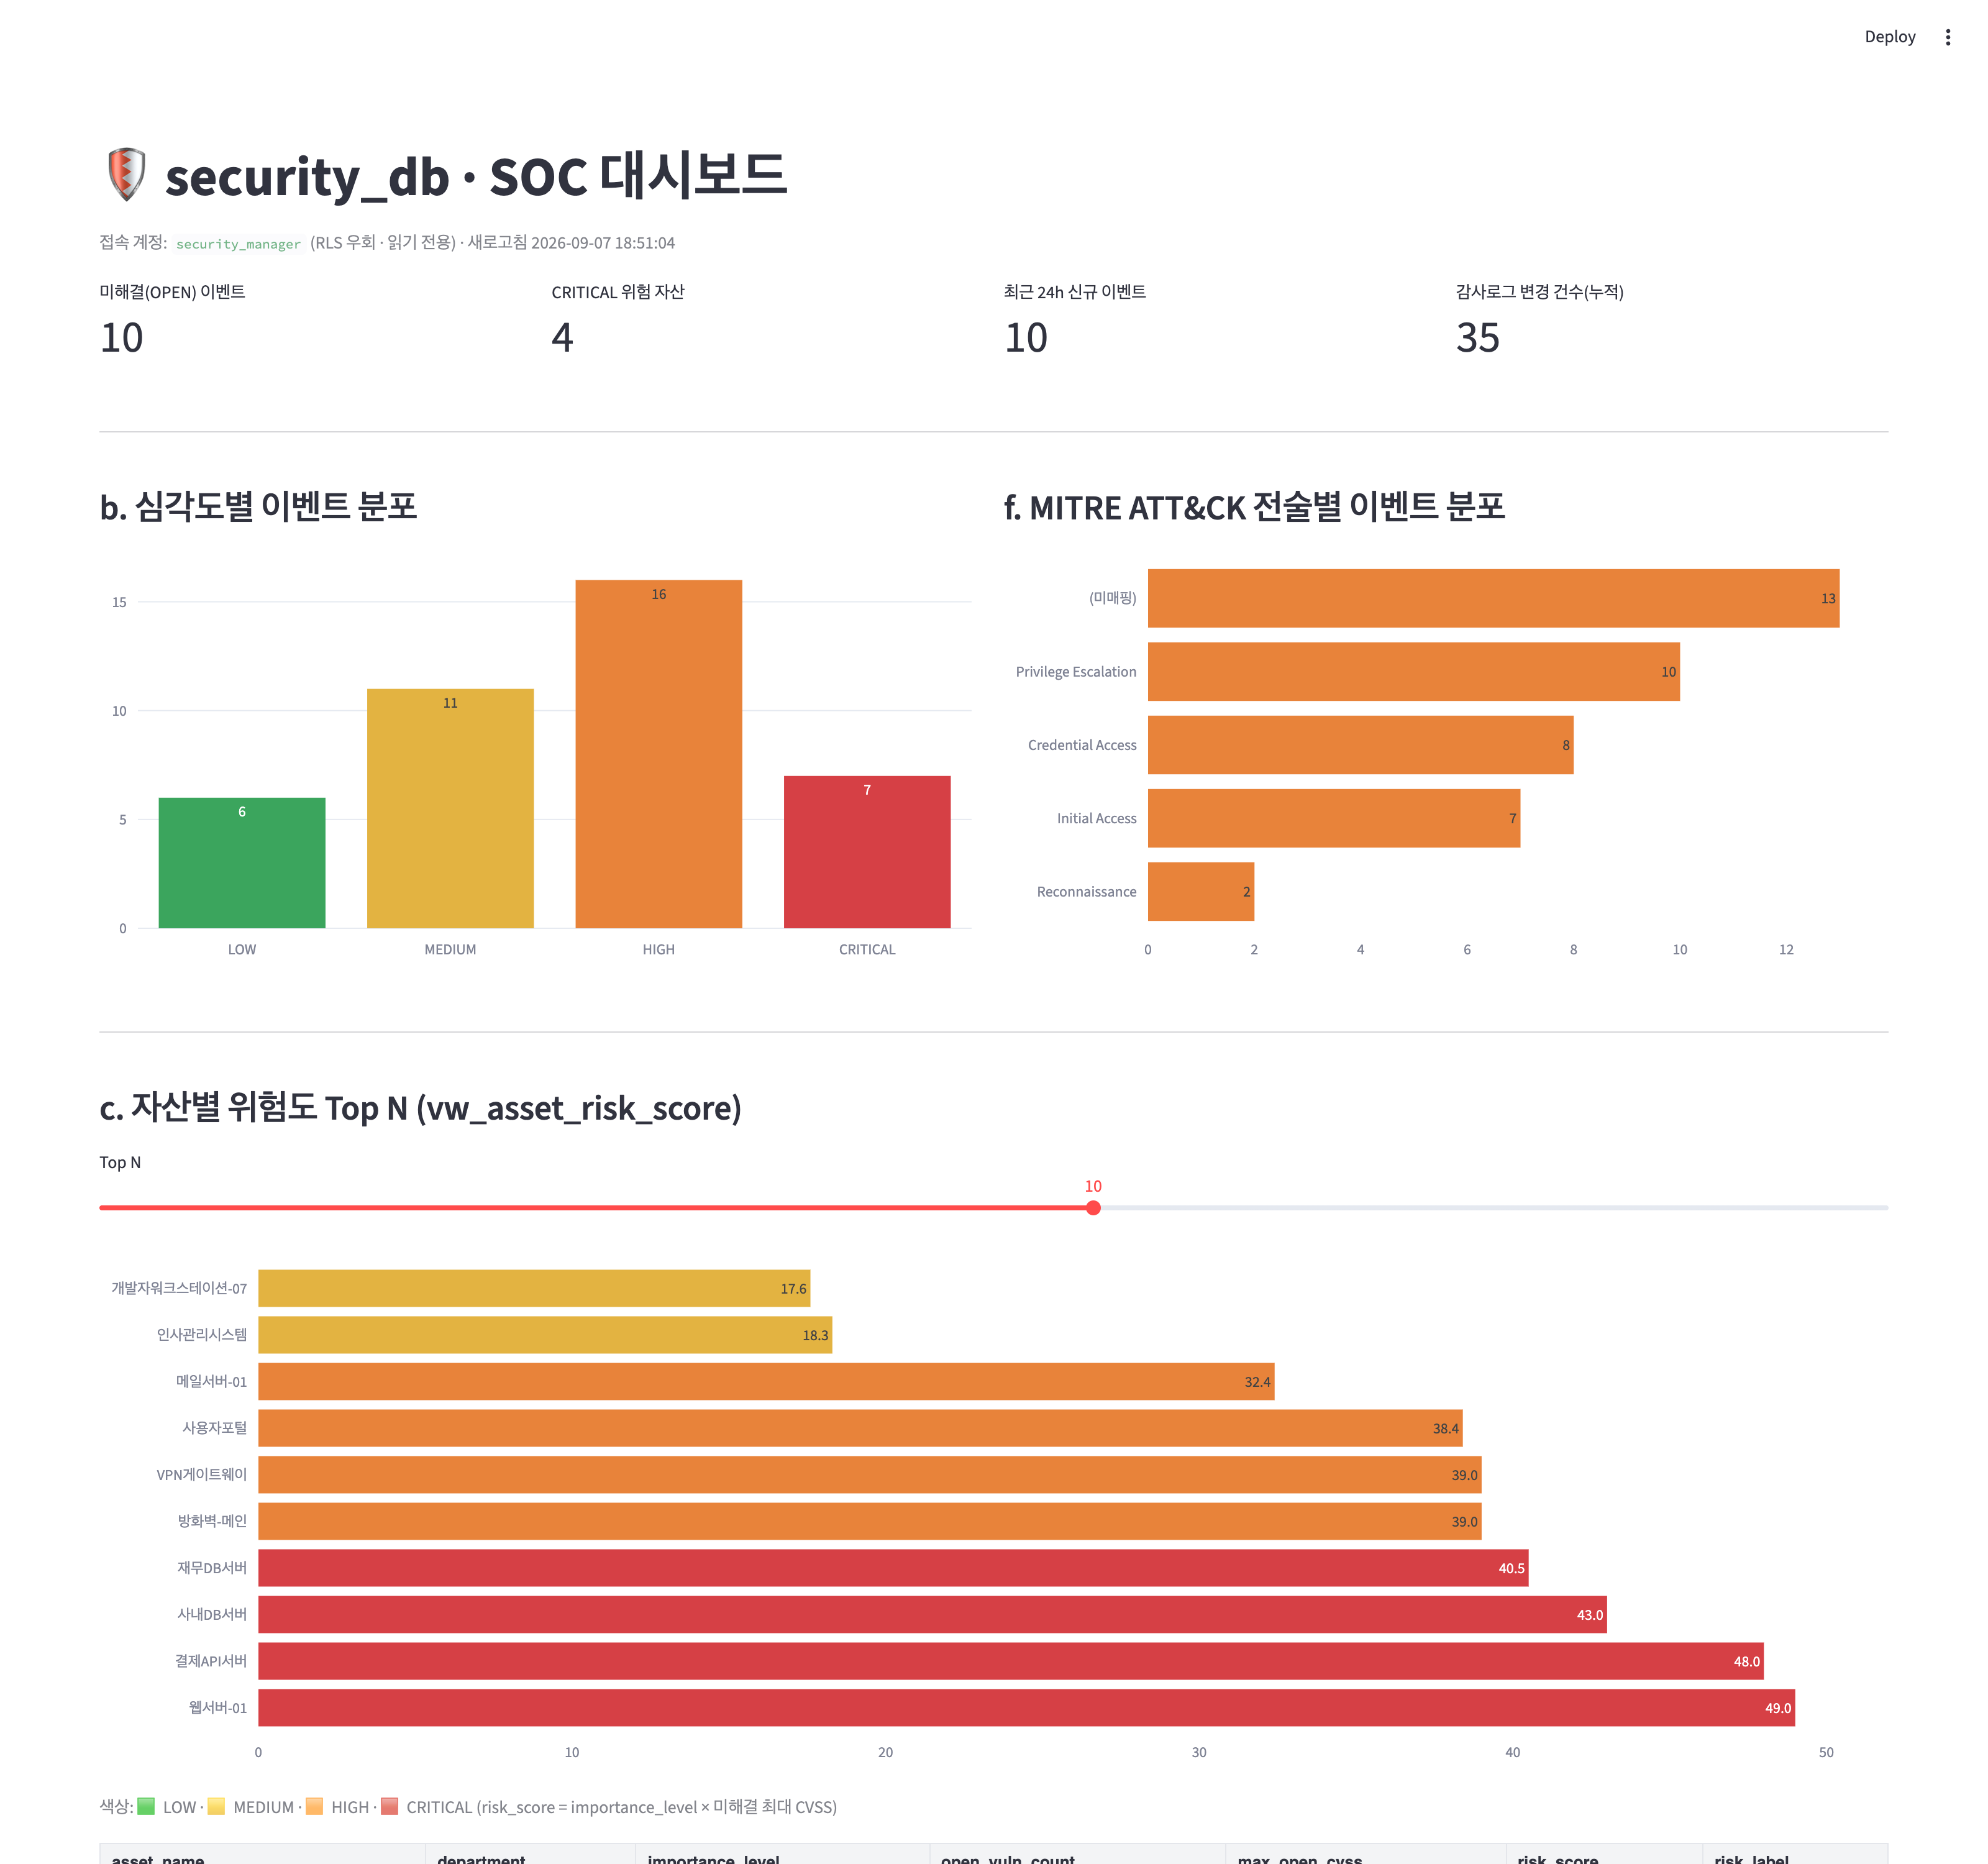 Deploy
security_db · SOC 대시보드
접속 계정: security_manager (RLS 우회 · 읽기 전용) · 새로고침 2026-09-07 18:51:04
미해결(OPEN) 이벤트
10
CRITICAL 위험 자산
4
최근 24h 신규 이벤트
10
감사로그 변경 건수(누적)
35
b. 심각도별 이벤트 분포
15
10
5
0
6
11
16
7
LOW
MEDIUM
HIGH
CRITICAL
f. MITRE ATT&CK 전술별 이벤트 분포
(미매핑) 13
Privilege Escalation 10
Credential Access 8
Initial Access 7
Reconnaissance 2
0 2 4 6 8 10 12
c. 자산별 위험도 Top N (vw_asset_risk_score)
Top N
10
개발자워크스테이션-07 17.6
인사관리시스템 18.3
메일서버-01 32.4
사용자포털 38.4
VPN게이트웨이 39.0
방화벽-메인 39.0
재무DB서버 40.5
사내DB서버 43.0
결제API서버 48.0
웹서버-01 49.0
0 10 20 30 40 50
색상: LOW · MEDIUM · HIGH · CRITICAL (risk_score = importance_level × 미해결 최대 CVSS)
asset_name department importance_level open_vuln_count max_open_cvss risk_score risk_label